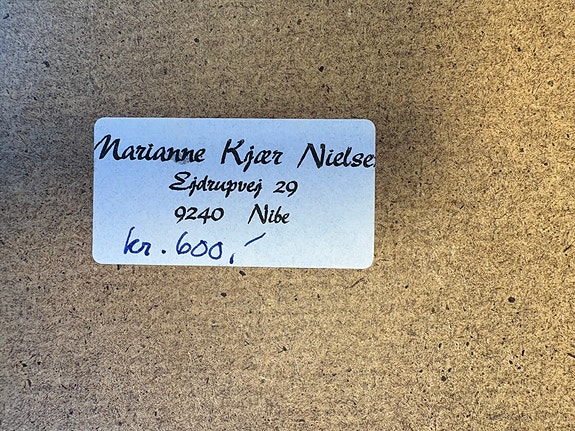 Marianne Kjær Nielse
Ejdrupvej 29
9240 Nibe
kr. 600,-